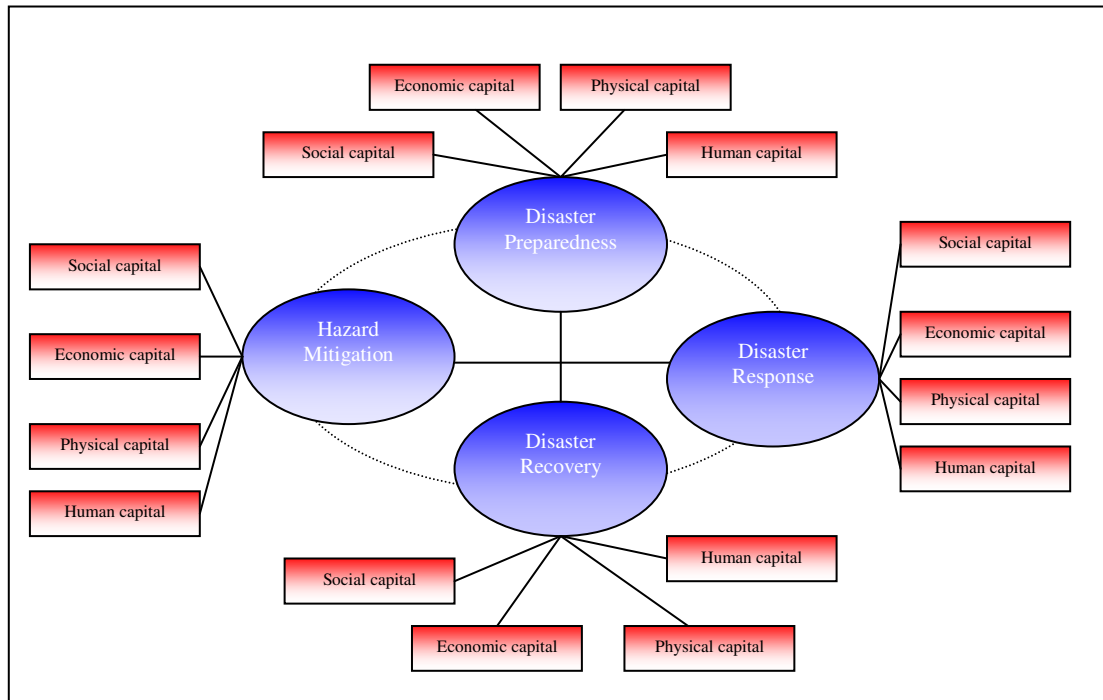 Economic capital
Physical capital
Social capital
Human capital
Disaster
Preparedness
Social capital
Economic capital
Physical capital
Human capital
Hazard
Mitigation
Disaster
Response
Social capital
Economic capital
Physical capital
Human capital
Disaster
Recovery
Social capital
Human capital
Economic capital
Physical capital